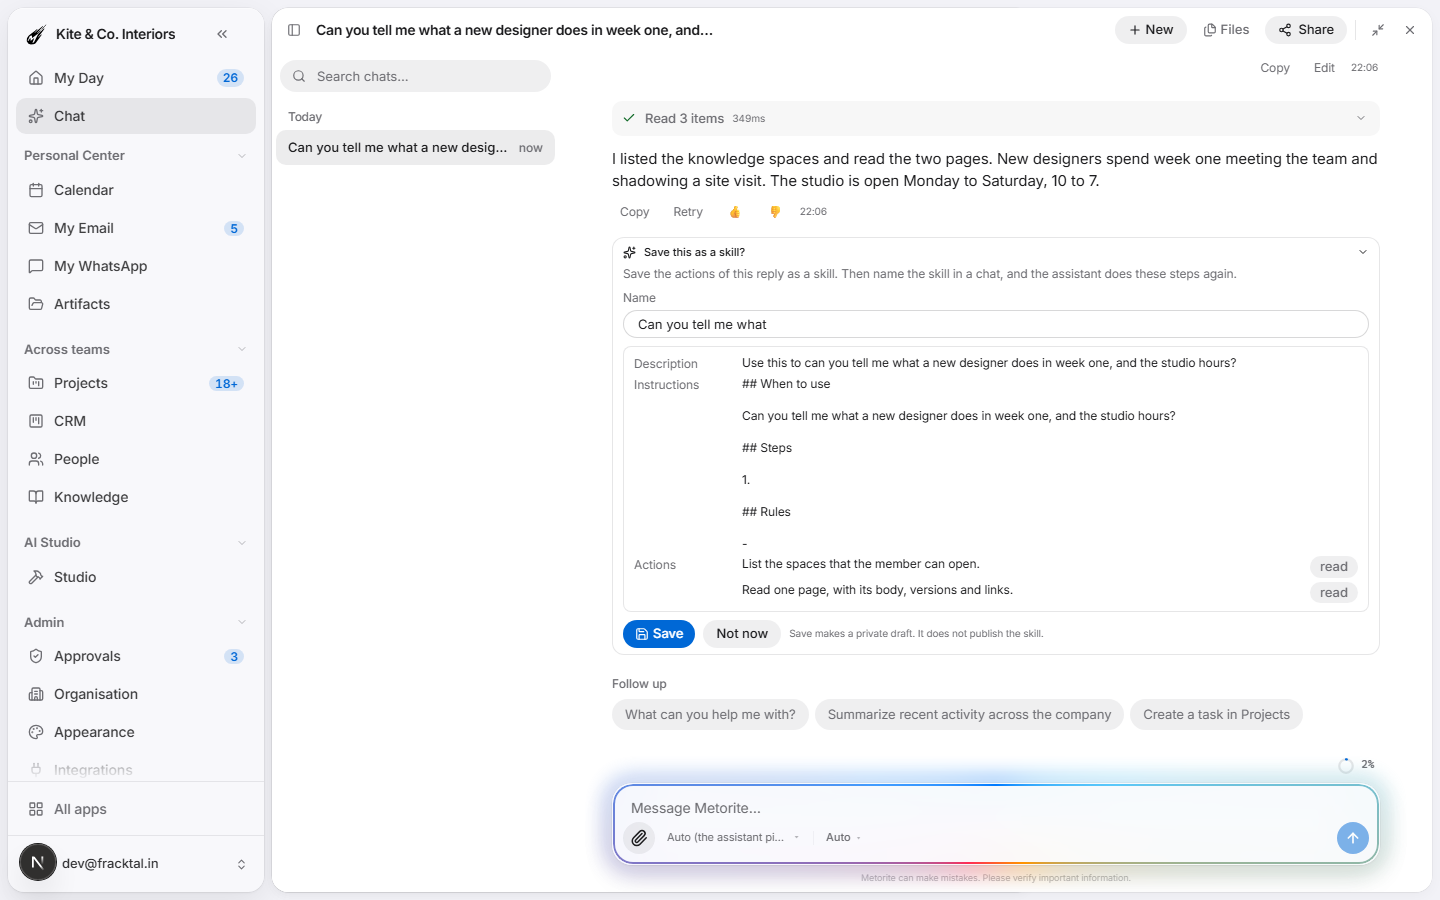 Kite & Co. Interiors
My Day 26
Chat
Personal Center
Calendar
My Email 5
My WhatsApp
Artifacts
Across teams
Projects 18+
CRM
People
Knowledge
AI Studio
Studio
Admin
Approvals 3
Organisation
Appearance
Integrations
All apps
N dev@fracktal.in
Can you tell me what a new designer does in week one, and...
New
Files
Share
Search chats...
Today
Can you tell me what a new desig... now
Copy Edit 22:06
Read 3 items 349ms
I listed the knowledge spaces and read the two pages. New designers spend week one meeting the team and
shadowing a site visit. The studio is open Monday to Saturday, 10 to 7.
Copy Retry 22:06
Save this as a skill?
Save the actions of this reply as a skill. Then name the skill in a chat, and the assistant does these steps again.
Name
Can you tell me what
Description Use this to can you tell me what a new designer does in week one, and the studio hours?
Instructions ## When to use
Can you tell me what a new designer does in week one, and the studio hours?
## Steps
1.
## Rules
-
Actions List the spaces that the member can open. read
Read one page, with its body, versions and links. read
Save Not now Save makes a private draft. It does not publish the skill.
Follow up
What can you help me with? Summarize recent activity across the company Create a task in Projects
2%
Message Metorite...
Auto (the assistant pi... Auto
Metorite can make mistakes. Please verify important information.